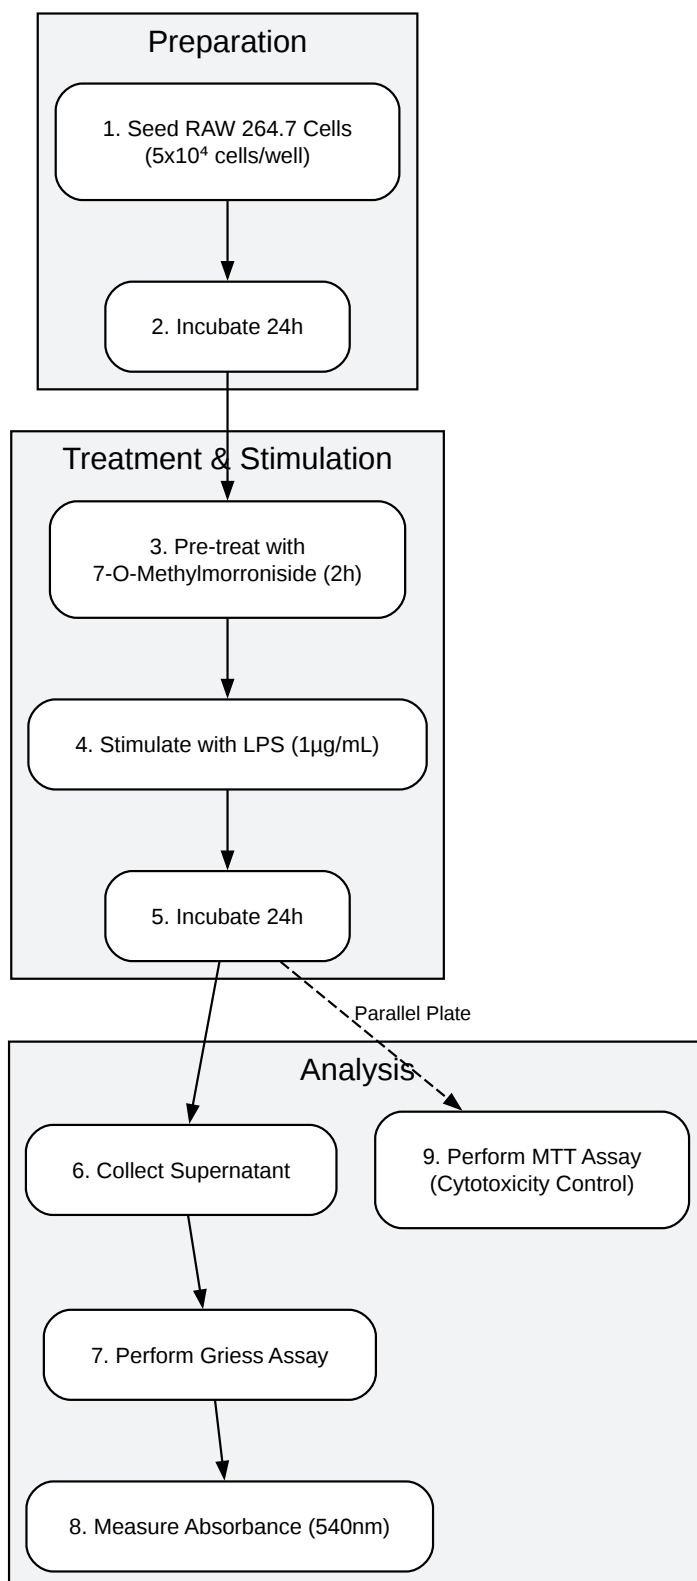 Preparation
1. Seed RAW 264.7 Cells
(5x10⁴ cells/well)
2. Incubate 24h
Treatment & Stimulation
3. Pre-treat with
7-O-Methylmorroniside (2h)
4. Stimulate with LPS (1µg/mL)
5. Incubate 24h
Parallel Plate
Analysis
6. Collect Supernatant
9. Perform MTT Assay
(Cytotoxicity Control)
7. Perform Griess Assay
8. Measure Absorbance (540nm)